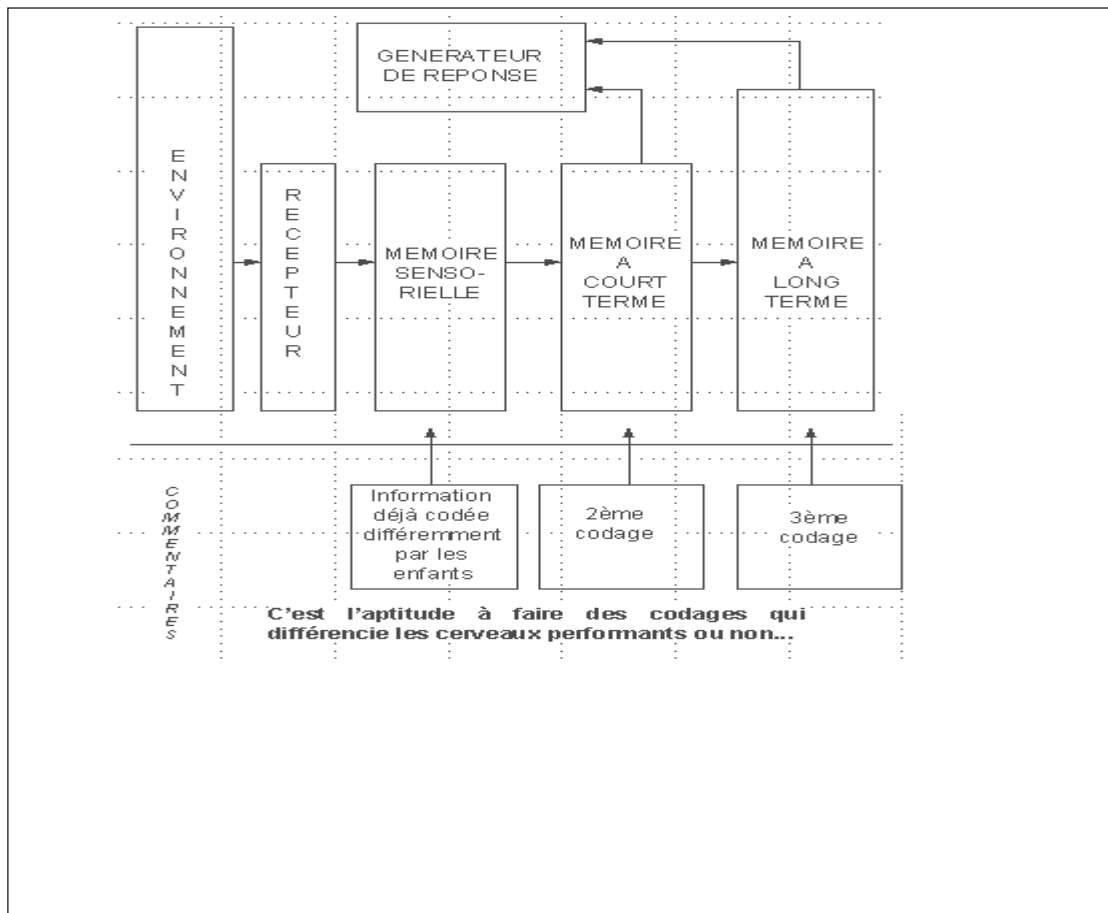 GENERATEUR
DE REPONSE
ENVIRONNEMENT
RECEPTEUR
MEMOIRE
SENSO-
RIELLE
MEMOIRE
A
COURT
TERME
MEMOIRE
A
LONG
TERME
COMMENTAIRES
Information
déjà codée
différemment
par les
enfants
2ème
codage
3ème
codage
C'est l'aptitude à faire des codages qui
différencie les cerveaux performants ou non...